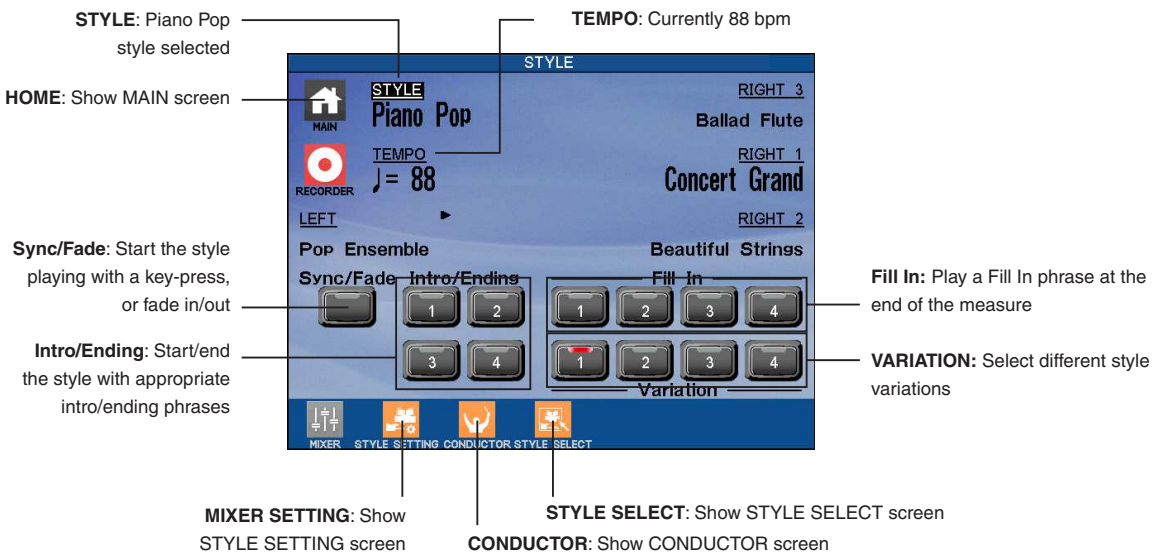 STYLE: Piano Pop
style selected
TEMPO: Currently 88 bpm
HOME: Show MAIN screen
STYLE
MAIN
STYLE
Piano Pop
RIGHT 3
Ballad Flute
RECORDER
TEMPO
♩= 88
RIGHT 1
Concert Grand
LEFT
Pop Ensemble
RIGHT 2
Beautiful Strings
Sync/Fade
Intro/Ending
1 2
3 4
Fill In
1 2 3 4
1 2 3 4
Variation
MIXER
STYLE SETTING
CONDUCTOR
STYLE SELECT
Sync/Fade: Start the style
playing with a key-press,
or fade in/out
Intro/Ending: Start/end
the style with appropriate
intro/ending phrases
Fill In: Play a Fill In phrase at the
end of the measure
VARIATION: Select different style
variations
MIXER SETTING: Show
STYLE SETTING screen
CONDUCTOR: Show CONDUCTOR screen
STYLE SELECT: Show STYLE SELECT screen